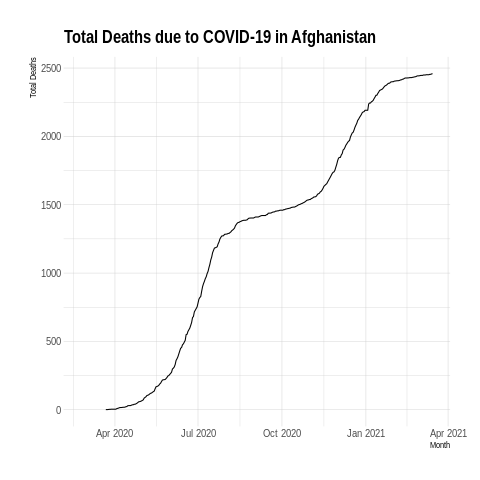 Total Deaths due to COVID-19 in Afghanistan
Total Deaths
2500
2000
1500
1000
500
0
Apr 2020 Jul 2020 Oct 2020 Jan 2021 Apr 2021
Month